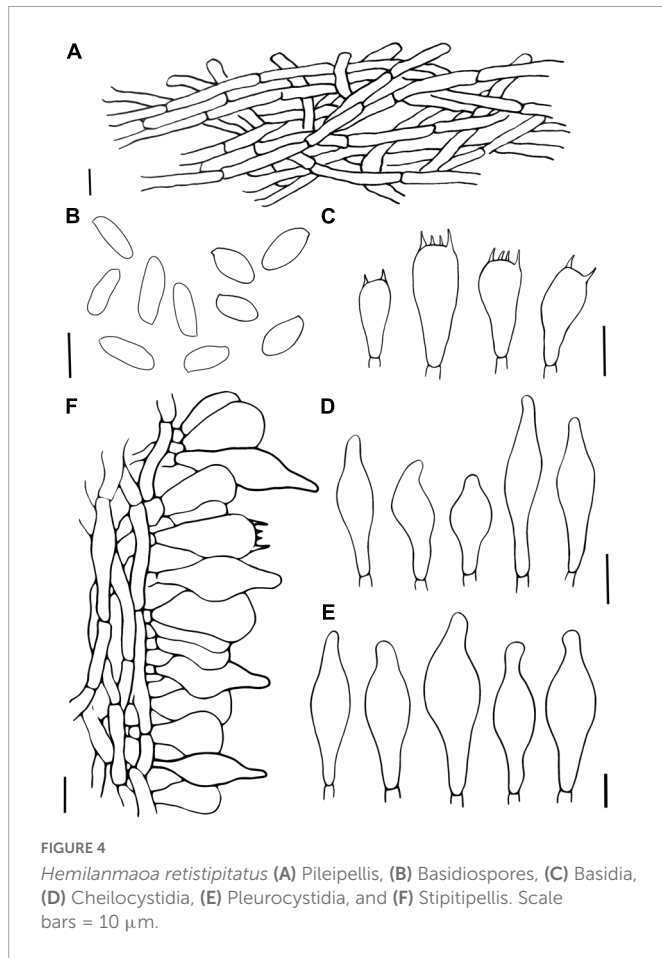 A
B
C
F
D
E
FIGURE 4
Hemilanmaoa retistipitatus (A) Pileipellis, (B) Basidiospores, (C) Basidia,
(D) Cheilocystidia, (E) Pleurocystidia, and (F) Stipitipellis. Scale
bars = 10 μm.